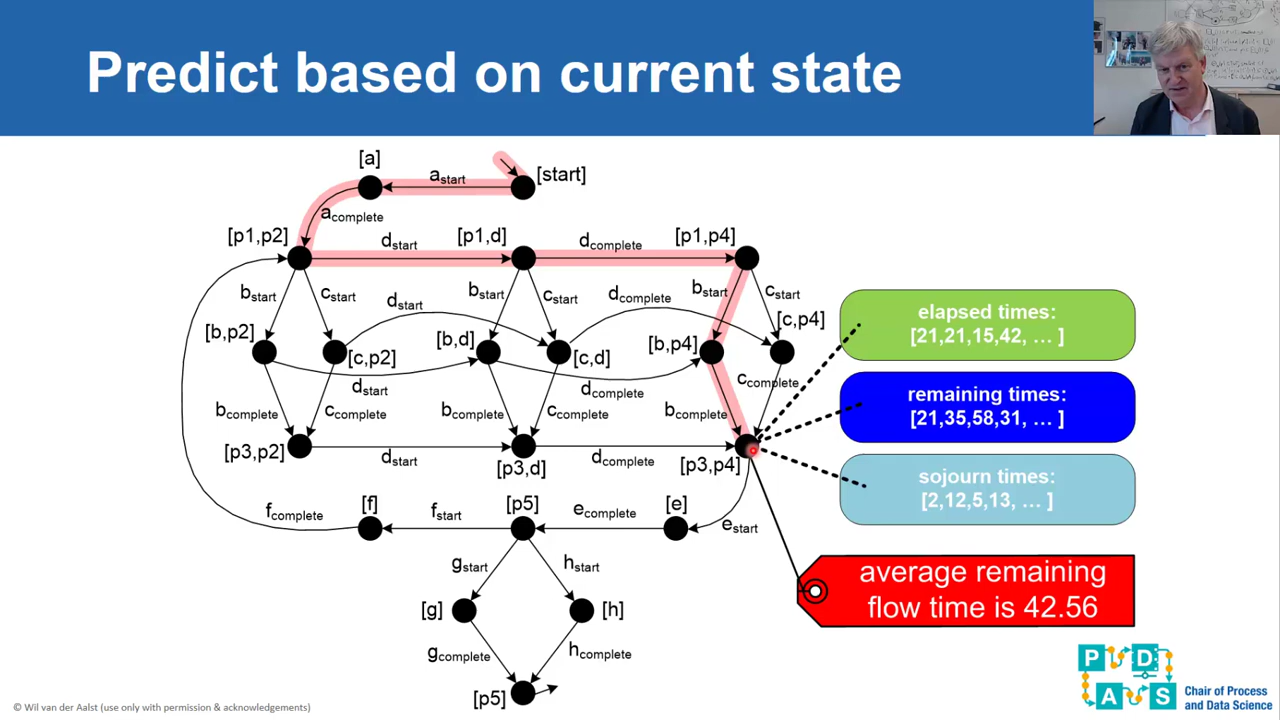 Predict based on current state
[a]
[start]
astart
acomplete
[p1,p2]
dstart
[p1,d]
dcomplete
[p1,p4]
bstart
cstart
dstart
bstart
cstart
dcomplete
bstart
cstart
[b,p2]
[c,p2]
[b,d]
[c,d]
[b,p4]
[c,p4]
dstart
dcomplete
ccomplete
bcomplete
ccomplete
bcomplete
ccomplete
bcomplete
[p3,p2]
dstart
[p3,d]
dcomplete
[p3,p4]
elapsed times:
[21,21,15,42, … ]
remaining times:
[21,35,58,31, … ]
sojourn times:
[2,12,5,13, … ]
fcomplete
[f]
fstart
[p5]
ecomplete
[e]
estart
gstart
hstart
[g]
[h]
gcomplete
hcomplete
[p5]
average remaining
flow time is 42.56
P D
A S
Chair of Process
and Data Science
© Wil van der Aalst (use only with permission & acknowledgements)